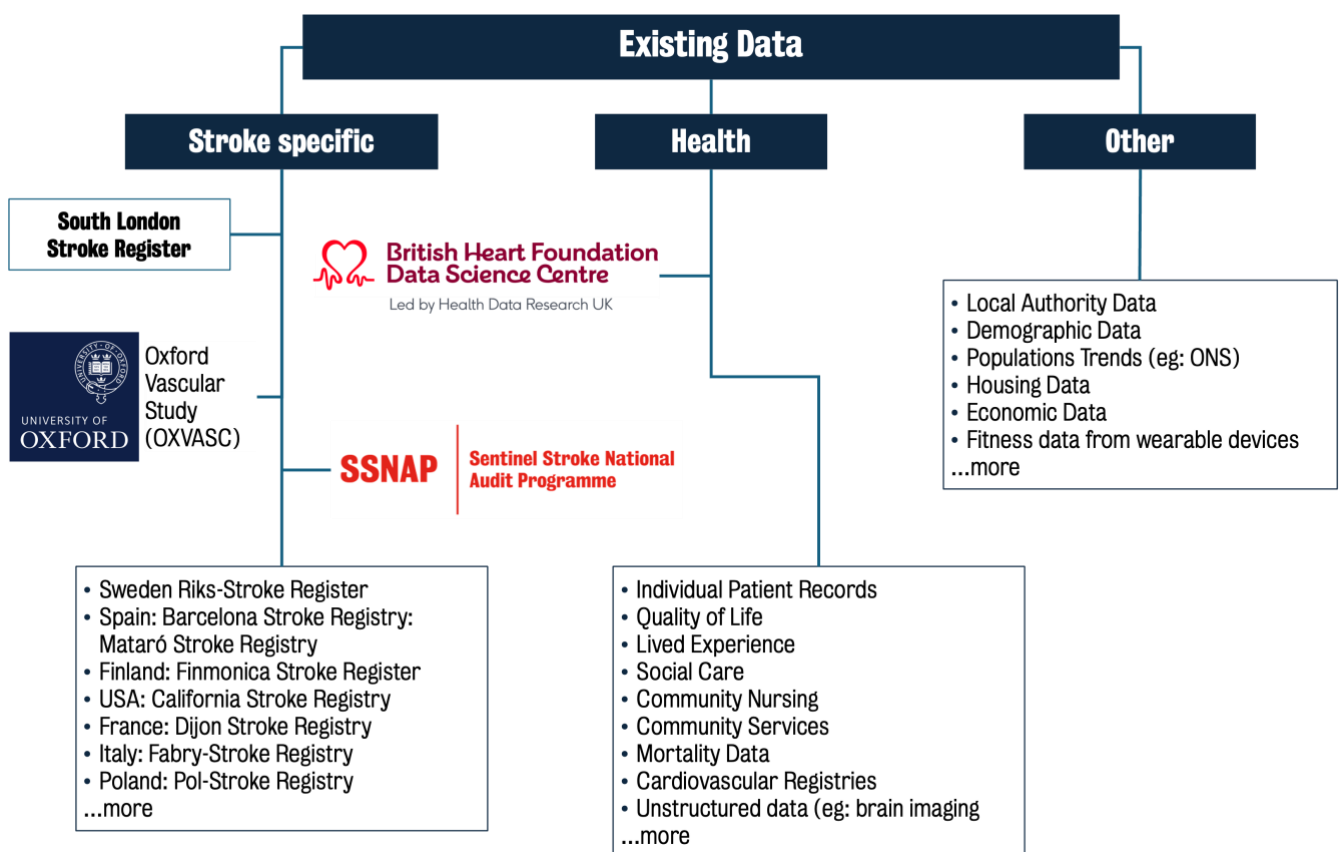 Existing Data
Stroke specific
Health
Other
South London
Stroke Register
British Heart Foundation
Data Science Centre
Led by Health Data Research UK
UNIVERSITY OF
OXFORD
Oxford
Vascular
Study
(OXVASC)
SSNAP
Sentinel Stroke National
Audit Programme
• Local Authority Data
• Demographic Data
• Populations Trends (eg: ONS)
• Housing Data
• Economic Data
• Fitness data from wearable devices
...more
• Sweden Riks-Stroke Register
• Spain: Barcelona Stroke Registry:
Mataró Stroke Registry
• Finland: Finmonica Stroke Register
• USA: California Stroke Registry
• France: Dijon Stroke Registry
• Italy: Fabry-Stroke Registry
• Poland: Pol-Stroke Registry
...more
• Individual Patient Records
• Quality of Life
• Lived Experience
• Social Care
• Community Nursing
• Community Services
• Mortality Data
• Cardiovascular Registries
• Unstructured data (eg: brain imaging
...more